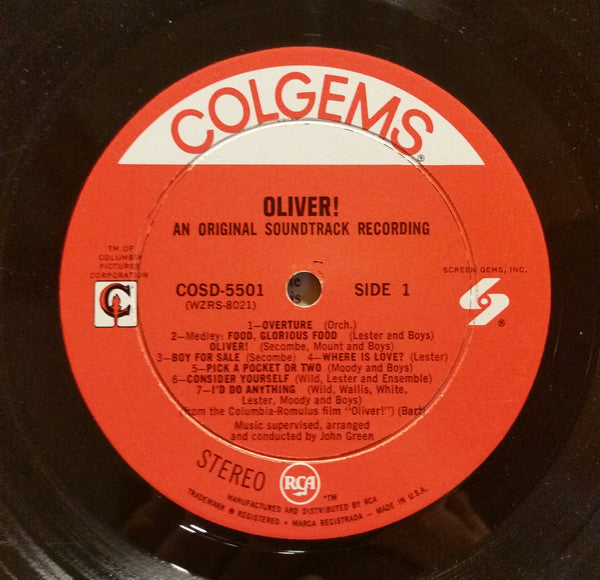 COLGEMS®
OLIVER!
AN ORIGINAL SOUNDTRACK RECORDING
TM OF
COLUMBIA
PICTURES
CORPORATION
SCREEN GEMS, INC.
COSD-5501
SIDE 1
(WZRS-8021)
®
1—OVERTURE (Orch.)
2—Medley: FOOD, GLORIOUS FOOD (Lester and Boys)
OLIVER! (Secombe, Mount and Boys)
3—BOY FOR SALE (Secombe) 4—WHERE IS LOVE? (Lester)
5—PICK A POCKET OR TWO (Moody and Boys)
6—CONSIDER YOURSELF (Wild, Lester and Ensemble)
7—I'D DO ANYTHING (Wild, Wallis, White,
Lester, Moody and Boys)
(from the Columbia-Romulus film "Oliver!") (Bart)
Music supervised, arranged
and conducted by John Green
STEREO
RCA ™
MANUFACTURED AND DISTRIBUTED BY RCA
TRADEMARK ® REGISTERED • MARCA REGISTRADA — MADE IN U.S.A.